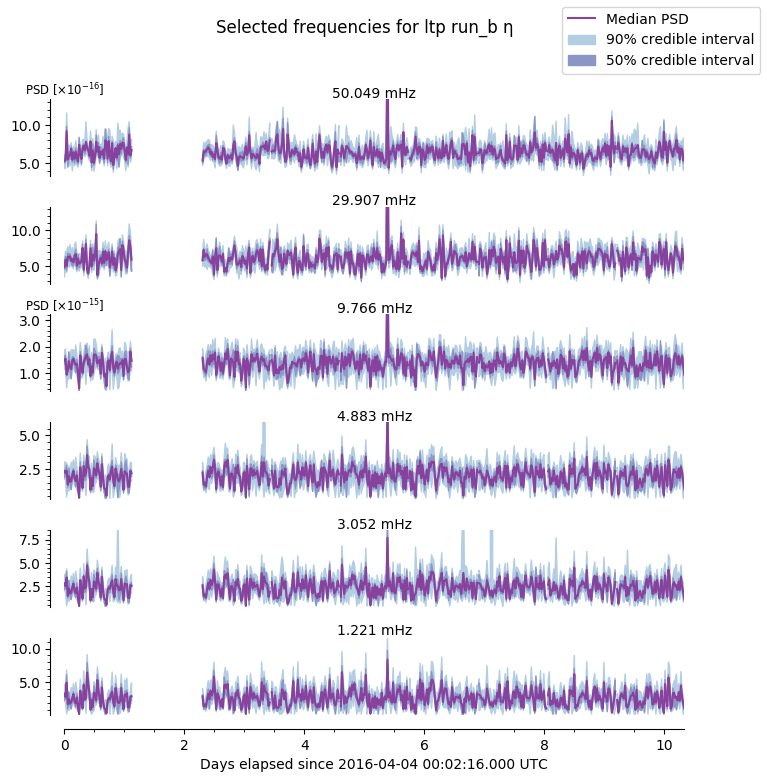 Selected frequencies for ltp run_b η
Median PSD
90% credible interval
50% credible interval
PSD [×10⁻¹⁶]
50.049 mHz
10.0
5.0
29.907 mHz
10.0
5.0
PSD [×10⁻¹⁵]
9.766 mHz
3.0
2.0
1.0
4.883 mHz
5.0
2.5
3.052 mHz
7.5
5.0
2.5
1.221 mHz
10.0
5.0
0 2 4 6 8 10
Days elapsed since 2016-04-04 00:02:16.000 UTC